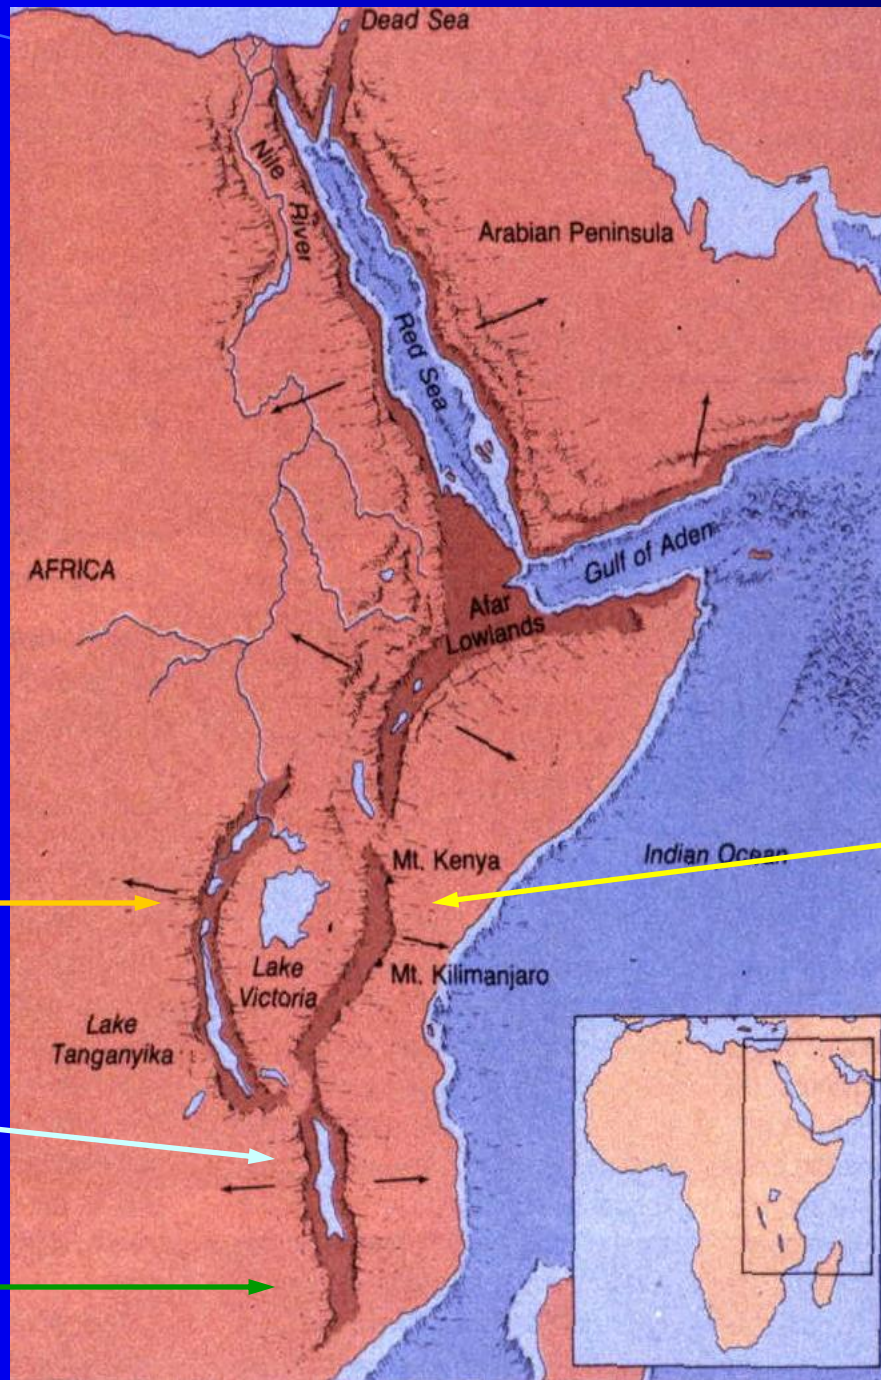 Dead Sea
Nile
River
Arabian Peninsula
Red Sea
AFRICA
Gulf of Aden
Afar
Lowlands
Mt. Kenya
Indian Ocean
Lake
Victoria
Mt. Kilimanjaro
Lake
Tanganyika